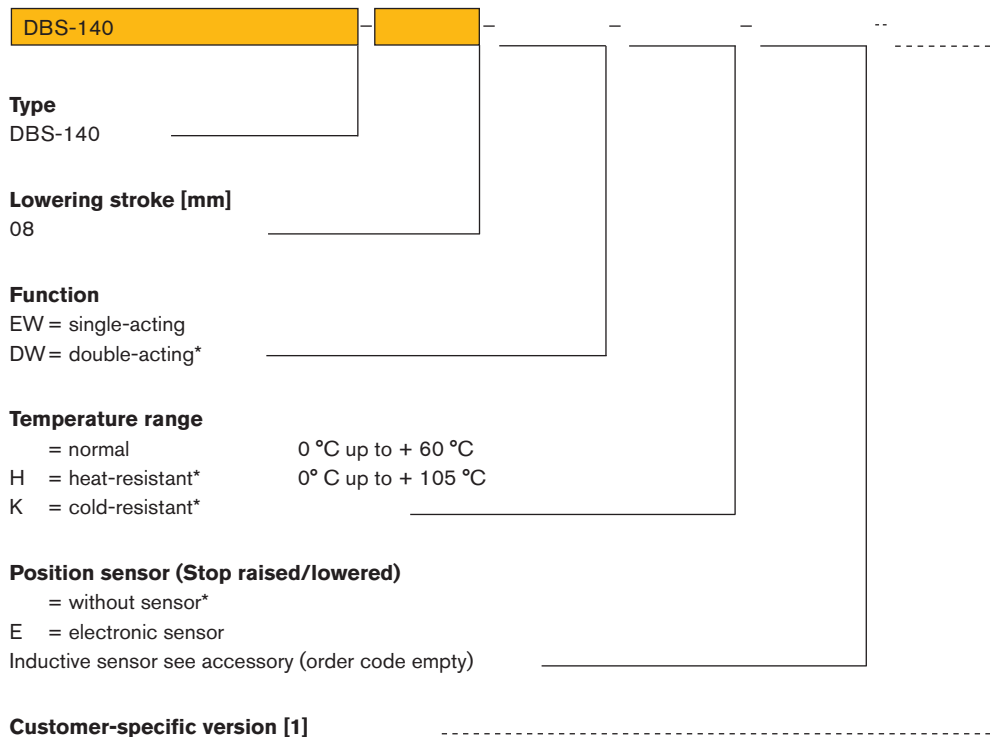 DBS-140 – – – – --
Type
DBS-140
Lowering stroke [mm]
08
Function
EW = single-acting
DW = double-acting*
Temperature range
= normal 0 °C up to + 60 °C
H = heat-resistant* 0° C up to + 105 °C
K = cold-resistant*
Position sensor (Stop raised/lowered)
= without sensor*
E = electronic sensor
Inductive sensor see accessory (order code empty)
Customer-specific version [1]